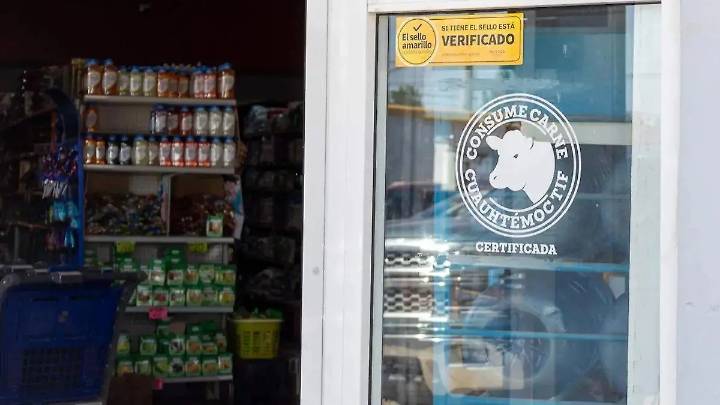 El sello
amarillo
SI TIENE EL SELLO ESTÁ
VERIFICADO
CONSUME CARNE
CUAUHTÉMOC TIF
CERTIFICADA